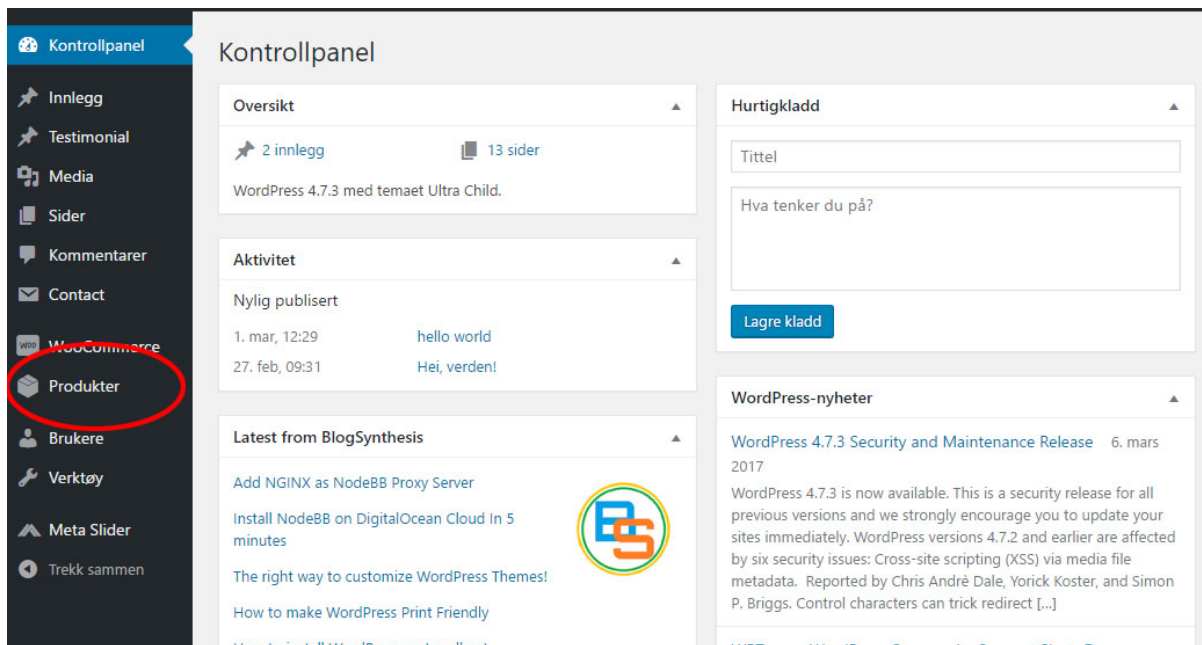 Kontrollpanel
Innlegg
Testimonial
Media
Sider
Kommentarer
Contact
WOO WooCommerce
Produkter
Brukere
Verktøy
Meta Slider
Trekk sammen
Kontrollpanel
Oversikt
2 innlegg
13 sider
WordPress 4.7.3 med temaet Ultra Child.
Aktivitet
Nylig publisert
1. mar, 12:29 hello world
27. feb, 09:31 Hei, verden!
Latest from BlogSynthesis
Add NGINX as NodeBB Proxy Server
Install NodeBB on DigitalOcean Cloud In 5
minutes
The right way to customize WordPress Themes!
How to make WordPress Print Friendly
BS
Hurtigkladd
Tittel
Hva tenker du på?
Lagre kladd
WordPress-nyheter
WordPress 4.7.3 Security and Maintenance Release 6. mars
2017
WordPress 4.7.3 is now available. This is a security release for all
previous versions and we strongly encourage you to update your
sites immediately. WordPress versions 4.7.2 and earlier are affected
by six security issues: Cross-site scripting (XSS) via media file
metadata. Reported by Chris Andrè Dale, Yorick Koster, and Simon
P. Briggs. Control characters can trick redirect [...]